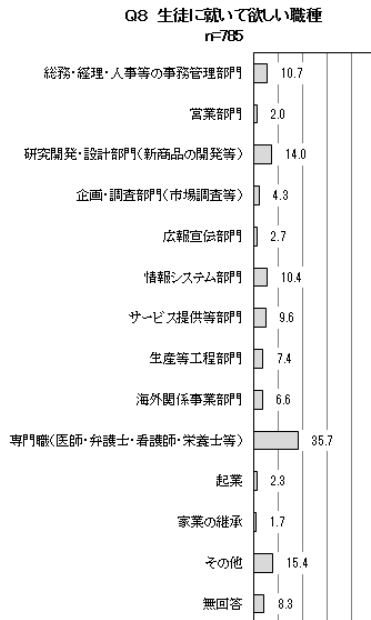 Q8 生徒に就いて欲しい職種
n=785
総務・経理・人事等の事務管理部門 10.7
営業部門 2.0
研究開発・設計部門(新商品の開発等) 14.0
企画・調査部門(市場調査等) 4.3
広報宣伝部門 2.7
情報システム部門 10.4
サービス提供等部門 9.6
生産等工程部門 7.4
海外関係事業部門 6.6
専門職(医師・弁護士・看護師・栄養士等) 35.7
起業 2.3
家業の継承 1.7
その他 15.4
無回答 8.3